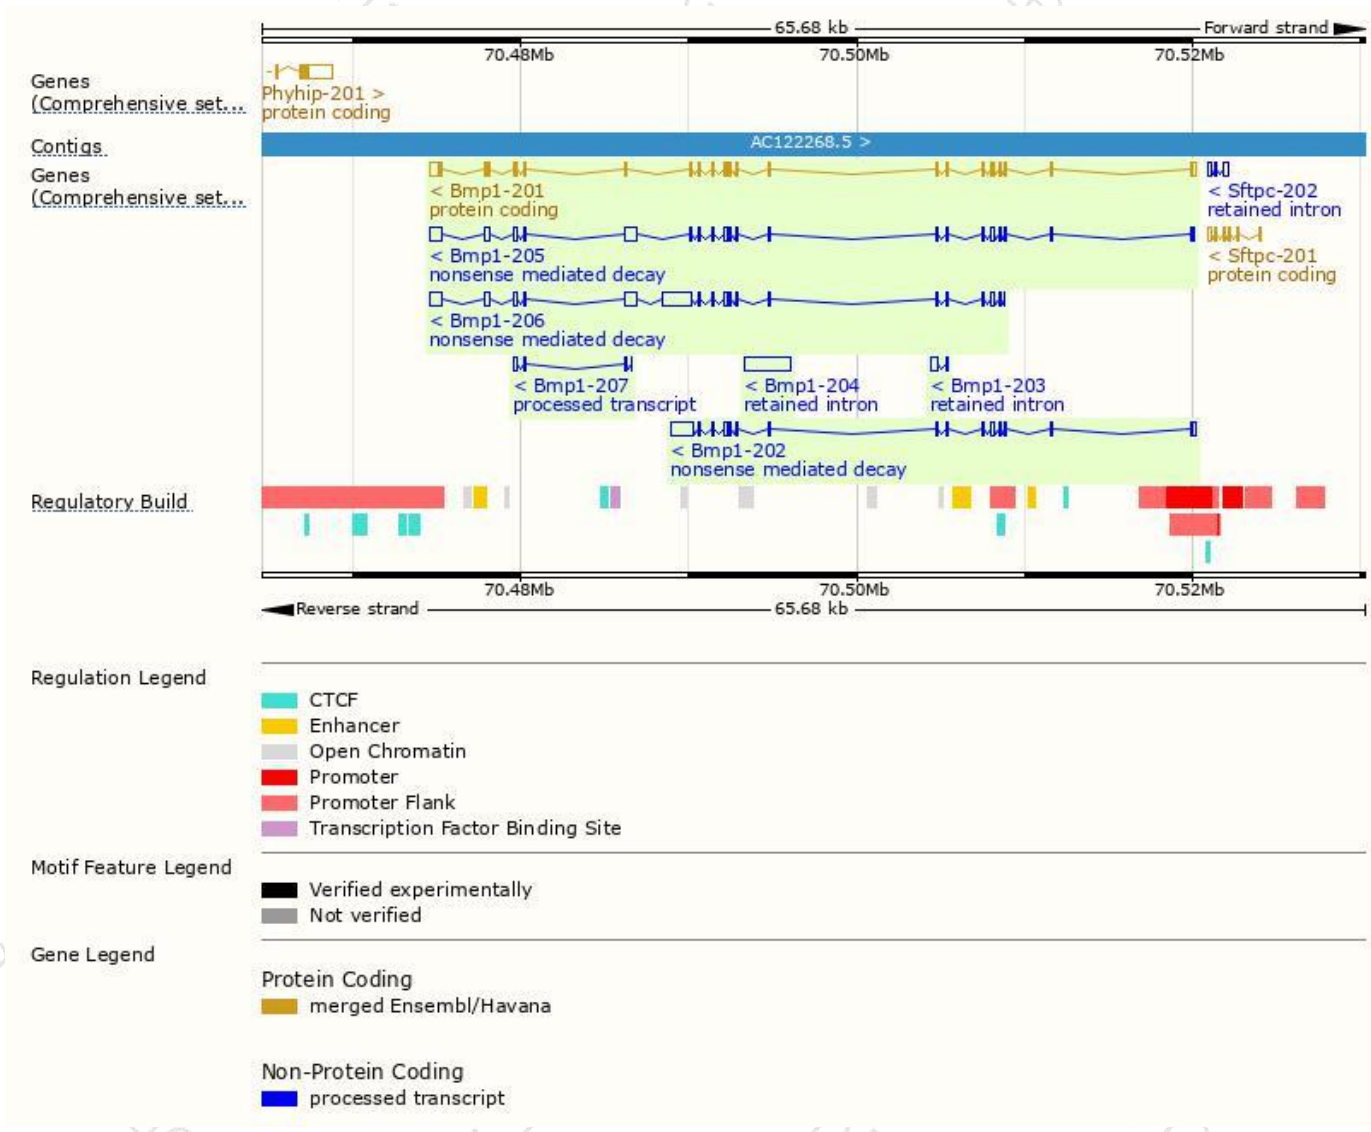 65.68 kb
Forward strand
70.48Mb 70.50Mb 70.52Mb
Genes
(Comprehensive set...
Phyhip-201 >
protein coding
Contigs
AC122268.5 >
Genes
(Comprehensive set...
< Bmp1-201
protein coding
< Sftpc-202
retained intron
< Bmp1-205
nonsense mediated decay
< Sftpc-201
protein coding
< Bmp1-206
nonsense mediated decay
< Bmp1-207
processed transcript
< Bmp1-204
retained intron
< Bmp1-203
retained intron
< Bmp1-202
nonsense mediated decay
Regulatory Build
70.48Mb 70.50Mb 70.52Mb
Reverse strand
65.68 kb
Regulation Legend
CTCF
Enhancer
Open Chromatin
Promoter
Promoter Flank
Transcription Factor Binding Site
Motif Feature Legend
Verified experimentally
Not verified
Gene Legend
Protein Coding
merged Ensembl/Havana
Non-Protein Coding
processed transcript